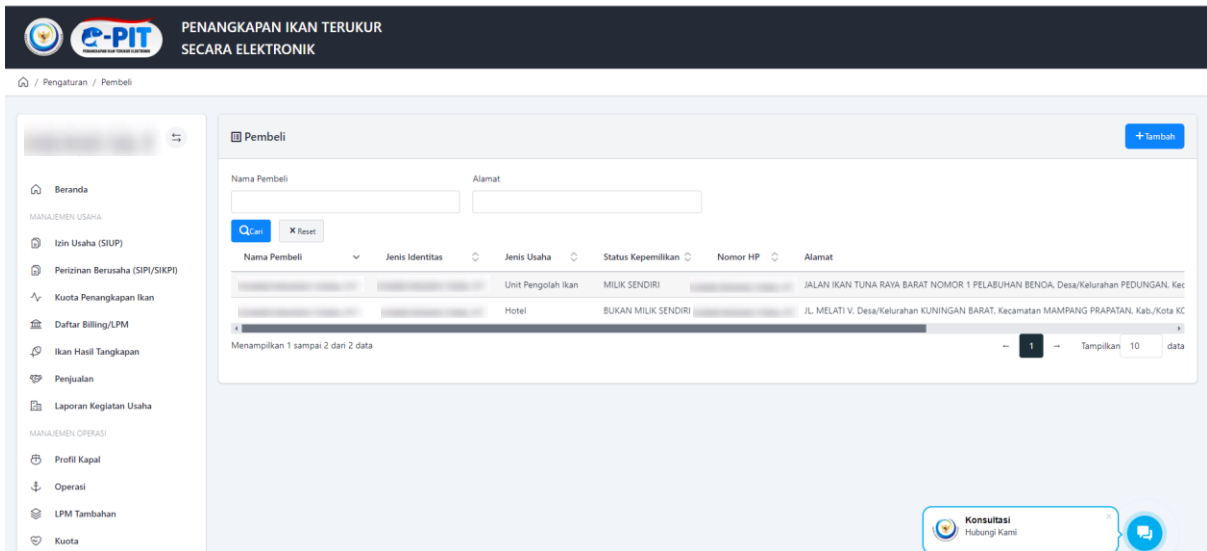 e-PIT
PENANGKAPAN IKAN TERUKUR
SECARA ELEKTRONIK
/ Pengaturan / Pembeli
Pembeli
+ Tambah
Nama Pembeli Alamat
Cari
× Reset
Nama Pembeli Jenis Identitas Jenis Usaha Status Kepemilikan Nomor HP Alamat
Unit Pengolah Ikan MILIK SENDIRI JALAN IKAN TUNA RAYA BARAT NOMOR 1 PELABUHAN BENOA, Desa/Kelurahan PEDUNGAN. Kec
Hotel BUKAN MILIK SENDIRI JL. MELATI V. Desa/Kelurahan KUNINGAN BARAT. Kecamatan MAMPANG PRAPATAN. Kab./Kota KO
Menampilkan 1 sampai 2 dari 2 data
← 1 → Tampilkan 10 data
Beranda
MANAJEMEN USAHA
Izin Usaha (SIUP)
Perizinan Berusaha (SIPI/SIKPI)
Kuota Penangkapan Ikan
Daftar Billing/LPM
Ikan Hasil Tangkapan
Penjualan
Laporan Kegiatan Usaha
MANAJEMEN OPERASI
Profil Kapal
Operasi
LPM Tambahan
Kuota
Konsultasi
Hubungi Kami